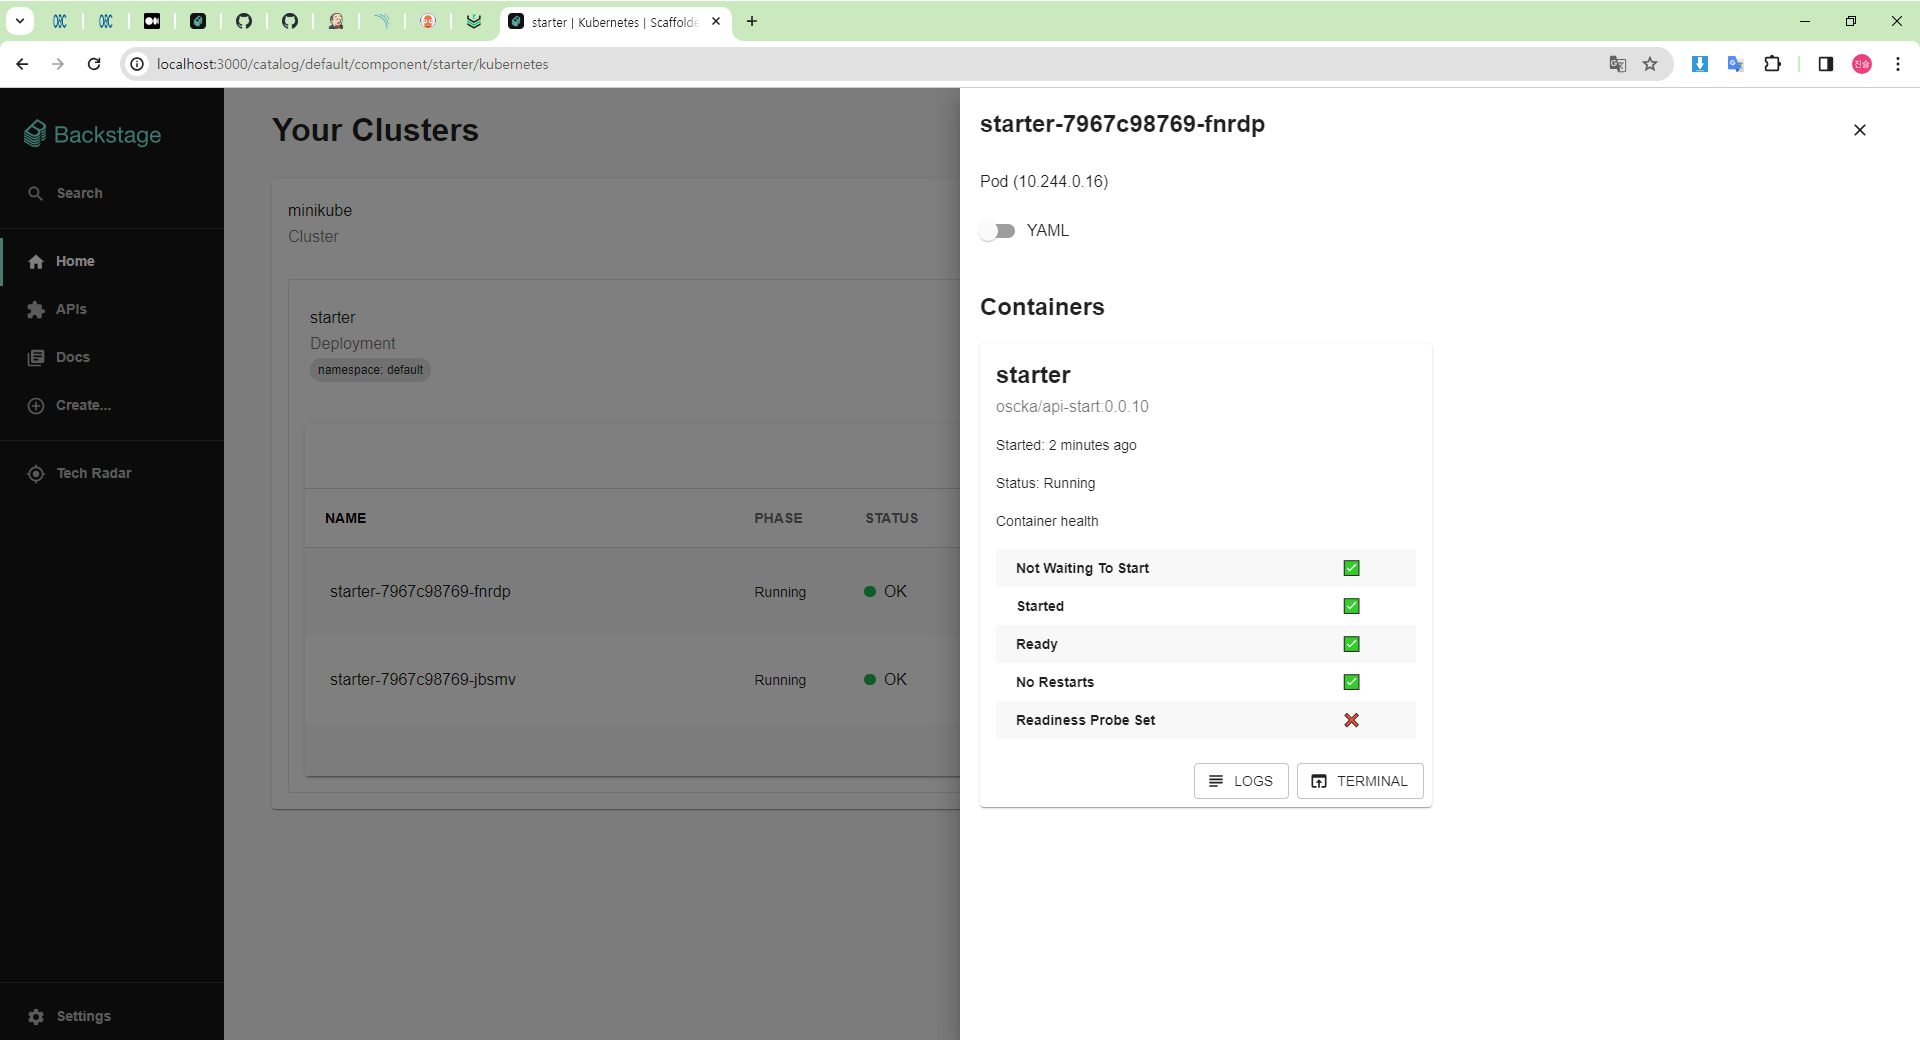 starter | Kubernetes | Scaffolde
localhost:3000/catalog/default/component/starter/kubernetes
진솔
Backstage
Search
Home
APIs
Docs
Create...
Tech Radar
Settings
Your Clusters
minikube
Cluster
starter
Deployment
namespace: default
NAME PHASE STATUS
starter-7967c98769-fnrdp Running OK
starter-7967c98769-jbsmv Running OK
starter-7967c98769-fnrdp
Pod (10.244.0.16)
YAML
Containers
starter
oscka/api-start:0.0.10
Started: 2 minutes ago
Status: Running
Container health
Not Waiting To Start
Started
Ready
No Restarts
Readiness Probe Set
LOGS TERMINAL